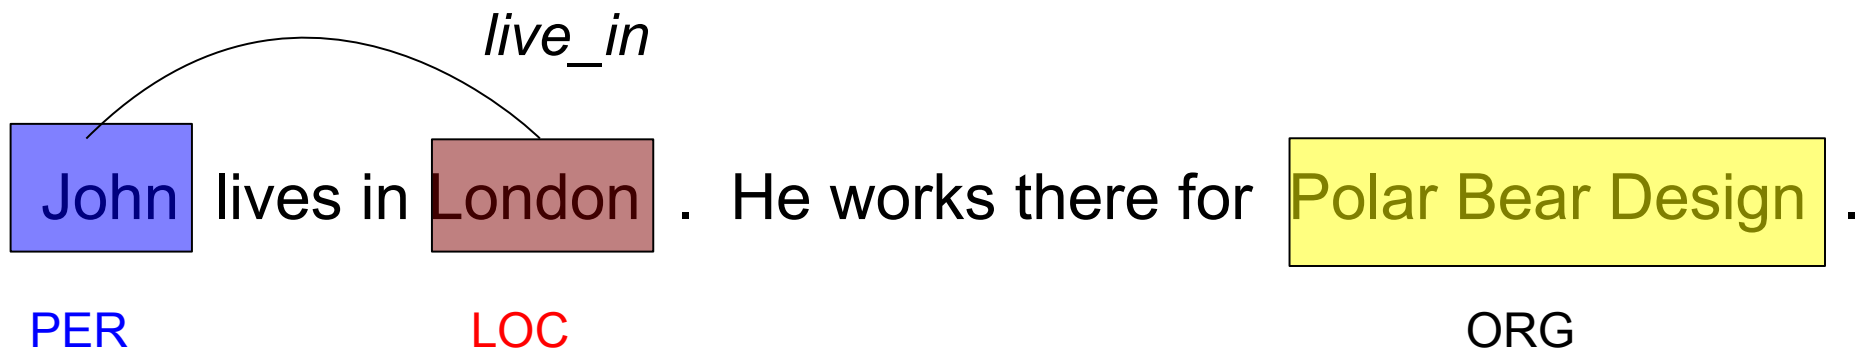 live_in
John lives in London . He works there for Polar Bear Design .
PER LOC ORG